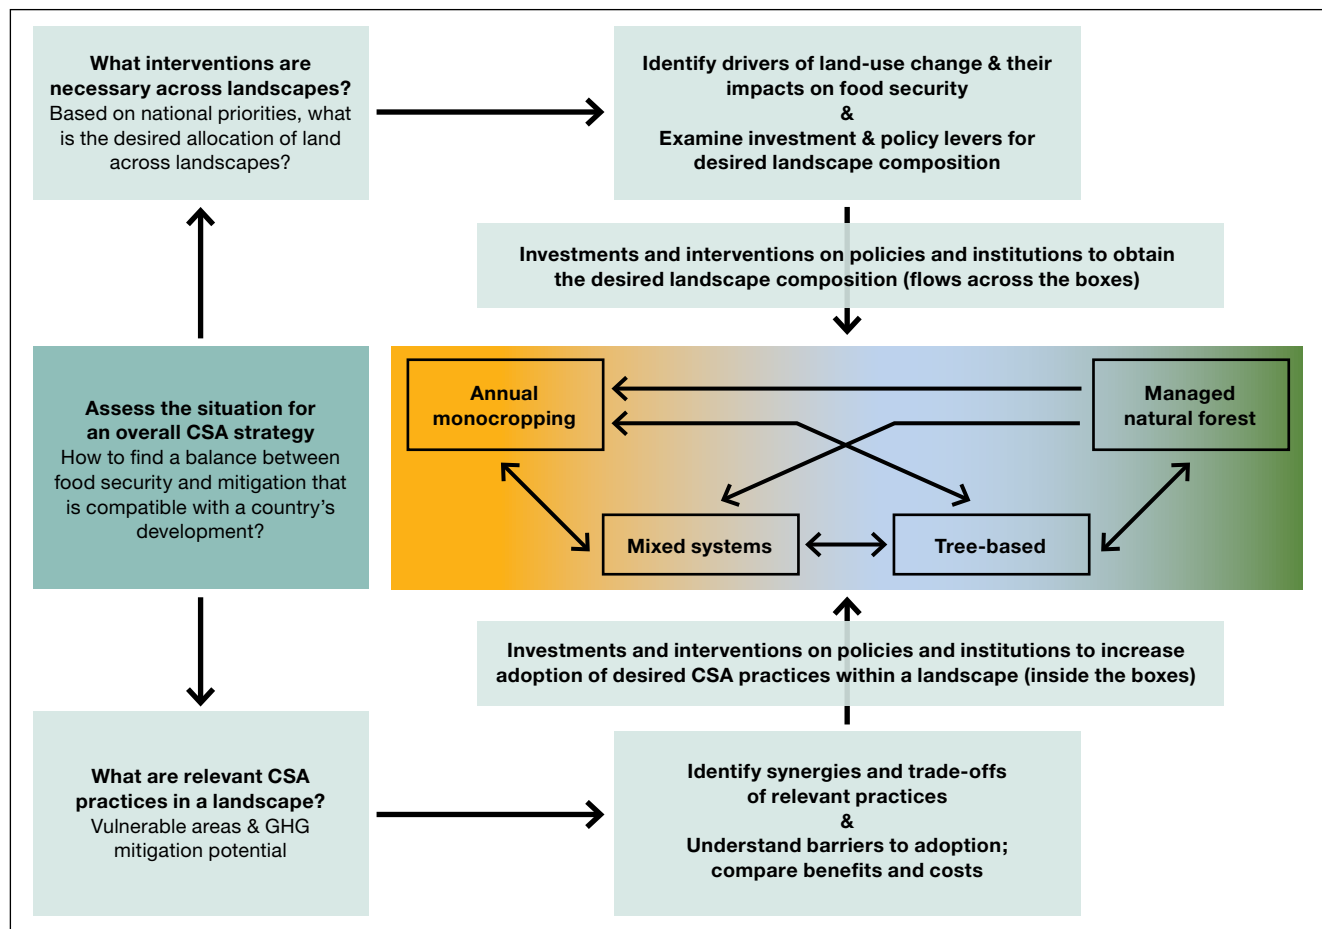 What interventions are
necessary across landscapes?
Based on national priorities, what
is the desired allocation of land
across landscapes?
Identify drivers of land-use change & their
impacts on food security
&
Examine investment & policy levers for
desired landscape composition
Investments and interventions on policies and institutions to obtain
the desired landscape composition (flows across the boxes)
Assess the situation for
an overall CSA strategy
How to find a balance between
food security and mitigation that
is compatible with a country’s
development?
Annual
monocropping
Managed
natural forest
Mixed systems
Tree-based
Investments and interventions on policies and institutions to increase
adoption of desired CSA practices within a landscape (inside the boxes)
What are relevant CSA
practices in a landscape?
Vulnerable areas & GHG
mitigation potential
Identify synergies and trade-offs
of relevant practices
&
Understand barriers to adoption;
compare benefits and costs